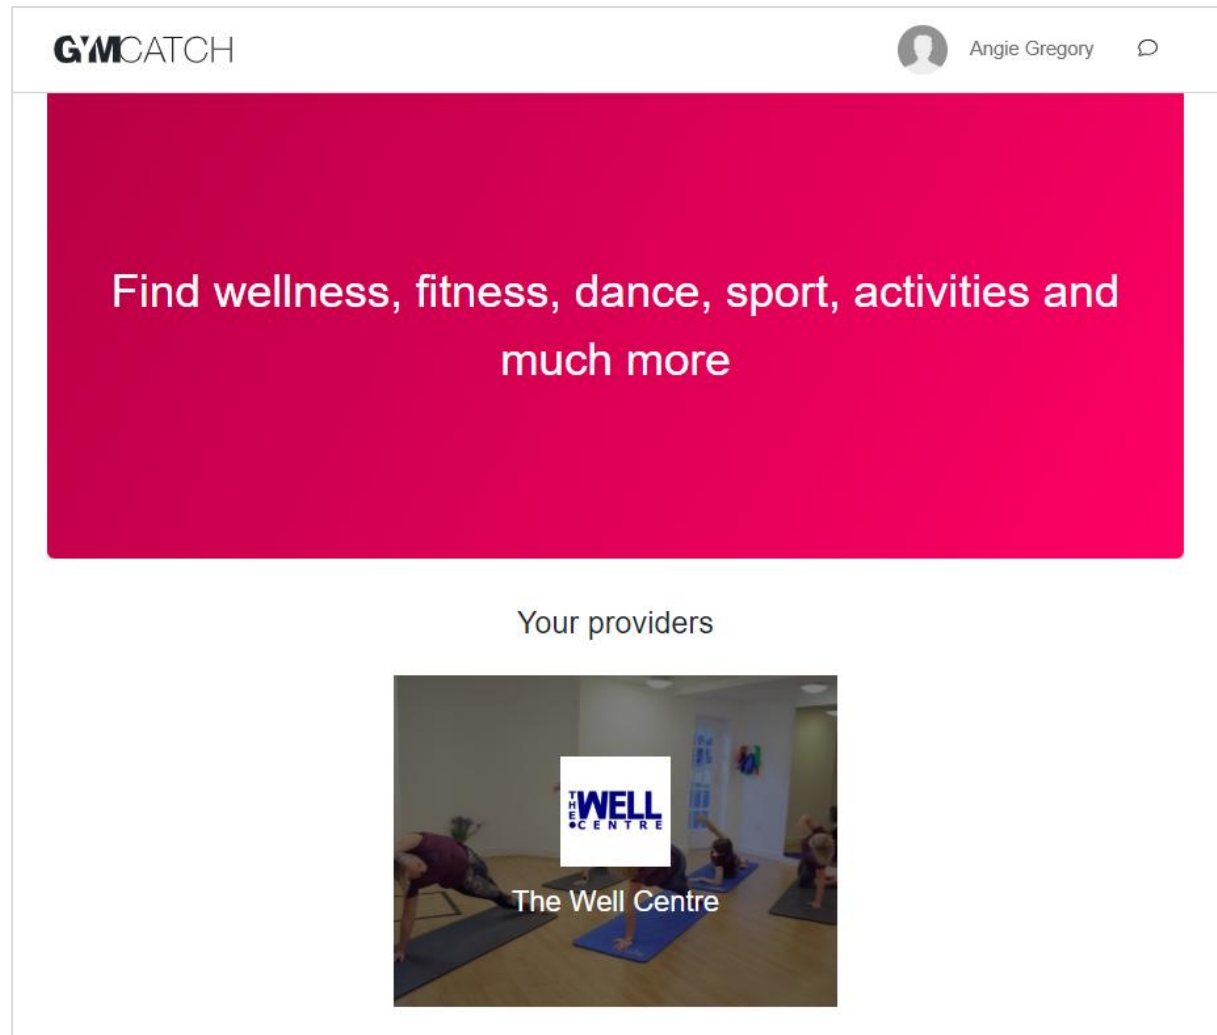 GYMCATCH
Angie Gregory
Find wellness, fitness, dance, sport, activities and
much more
Your providers
THE WELL
CENTRE
The Well Centre